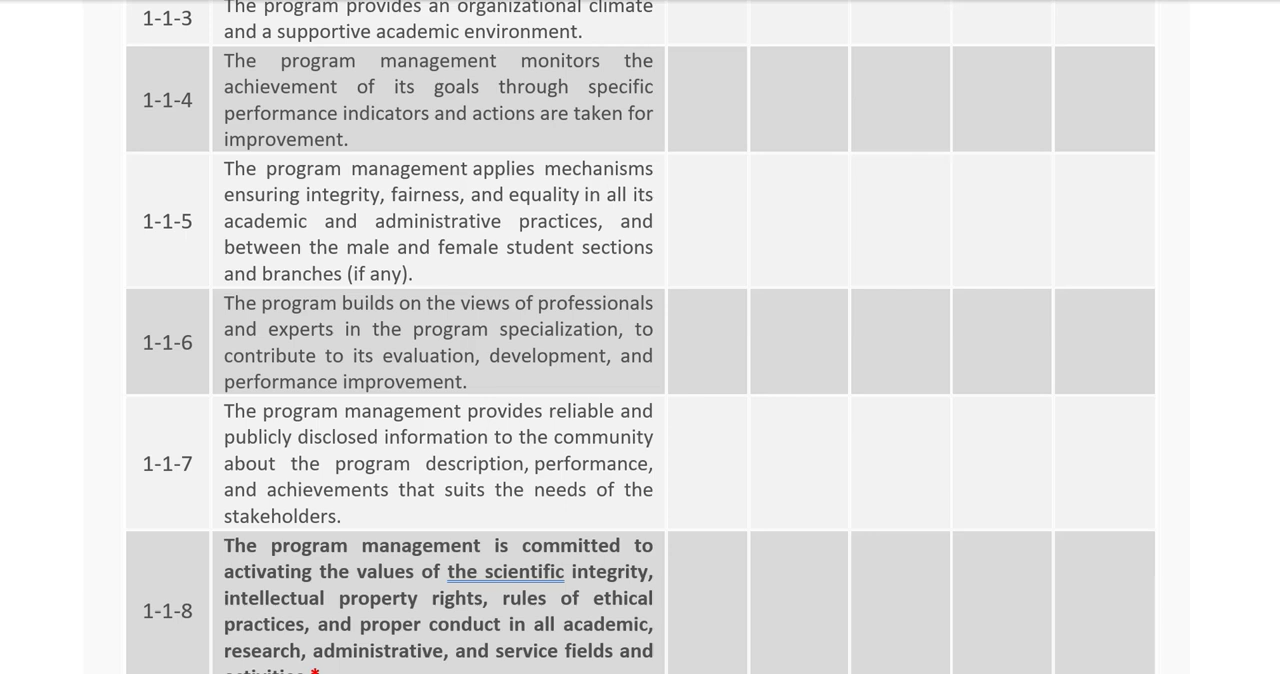 1-1-3
The program provides an organizational climate
and a supportive academic environment.
1-1-4
The program management monitors the
achievement of its goals through specific
performance indicators and actions are taken for
improvement.
1-1-5
The program management applies mechanisms
ensuring integrity, fairness, and equality in all its
academic and administrative practices, and
between the male and female student sections
and branches (if any).
1-1-6
The program builds on the views of professionals
and experts in the program specialization, to
contribute to its evaluation, development, and
performance improvement.
1-1-7
The program management provides reliable and
publicly disclosed information to the community
about the program description, performance,
and achievements that suits the needs of the
stakeholders.
1-1-8
The program management is committed to
activating the values of the scientific integrity,
intellectual property rights, rules of ethical
practices, and proper conduct in all academic,
research, administrative, and service fields and
activities.*